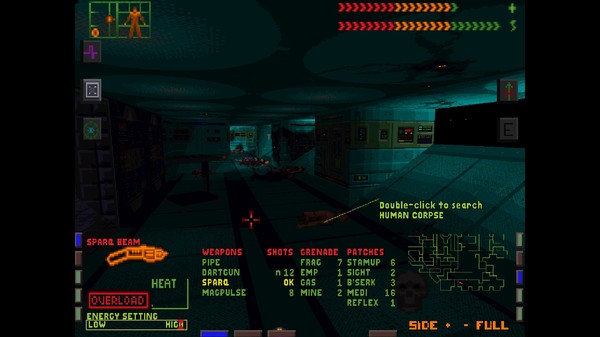 Double-click to search
HUMAN CORPSE
SPARQ BEAM
HEAT
OVERLOAD
ENERGY SETTING
LOW HIGH
WEAPONS SHOTS
PIPE
DARTGUN n 12
SPARQ OK
MAGPULSE 8
GRENADE
FRAG 7
EMP 1
GAS 1
MINE 2
PATCHES
STAMUP 6
SIGHT 2
B'SERK 3
MEDI 16
REFLEX 1
E
SIDE + - FULL